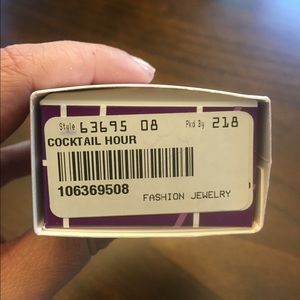 Style 63695 08 Pkd By 218
COCKTAIL HOUR
106369508
FASHION JEWELRY